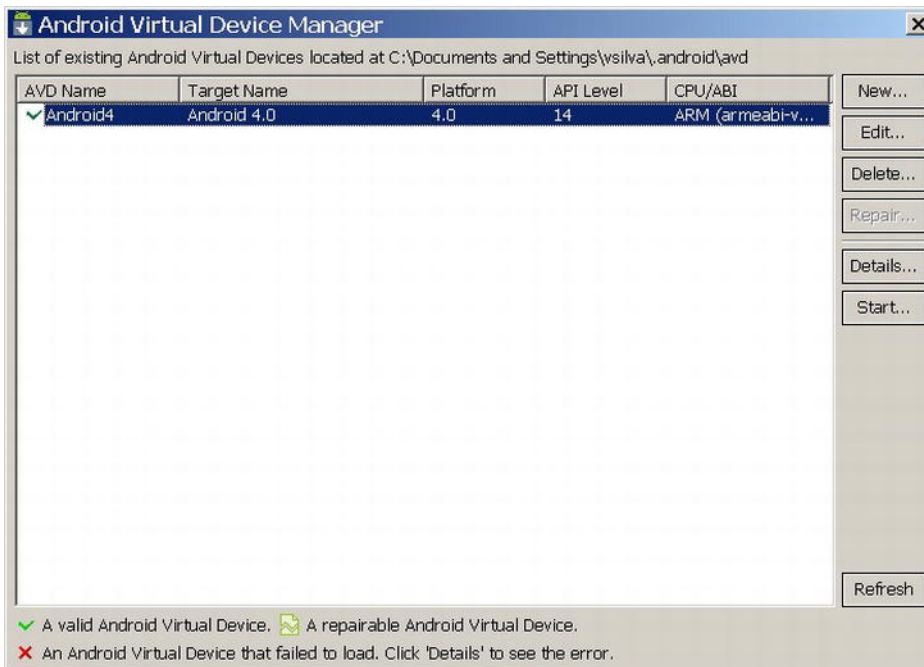 Android Virtual Device Manager
List of existing Android Virtual Devices located at C:\Documents and Settings\vsilva\.android\avd
AVD Name Target Name Platform API Level CPU/ABI
Android4 Android 4.0 4.0 14 ARM (armeabi-v...
New...
Edit...
Delete...
Repair...
Details...
Start...
Refresh
A valid Android Virtual Device. A repairable Android Virtual Device.
An Android Virtual Device that failed to load. Click 'Details' to see the error.